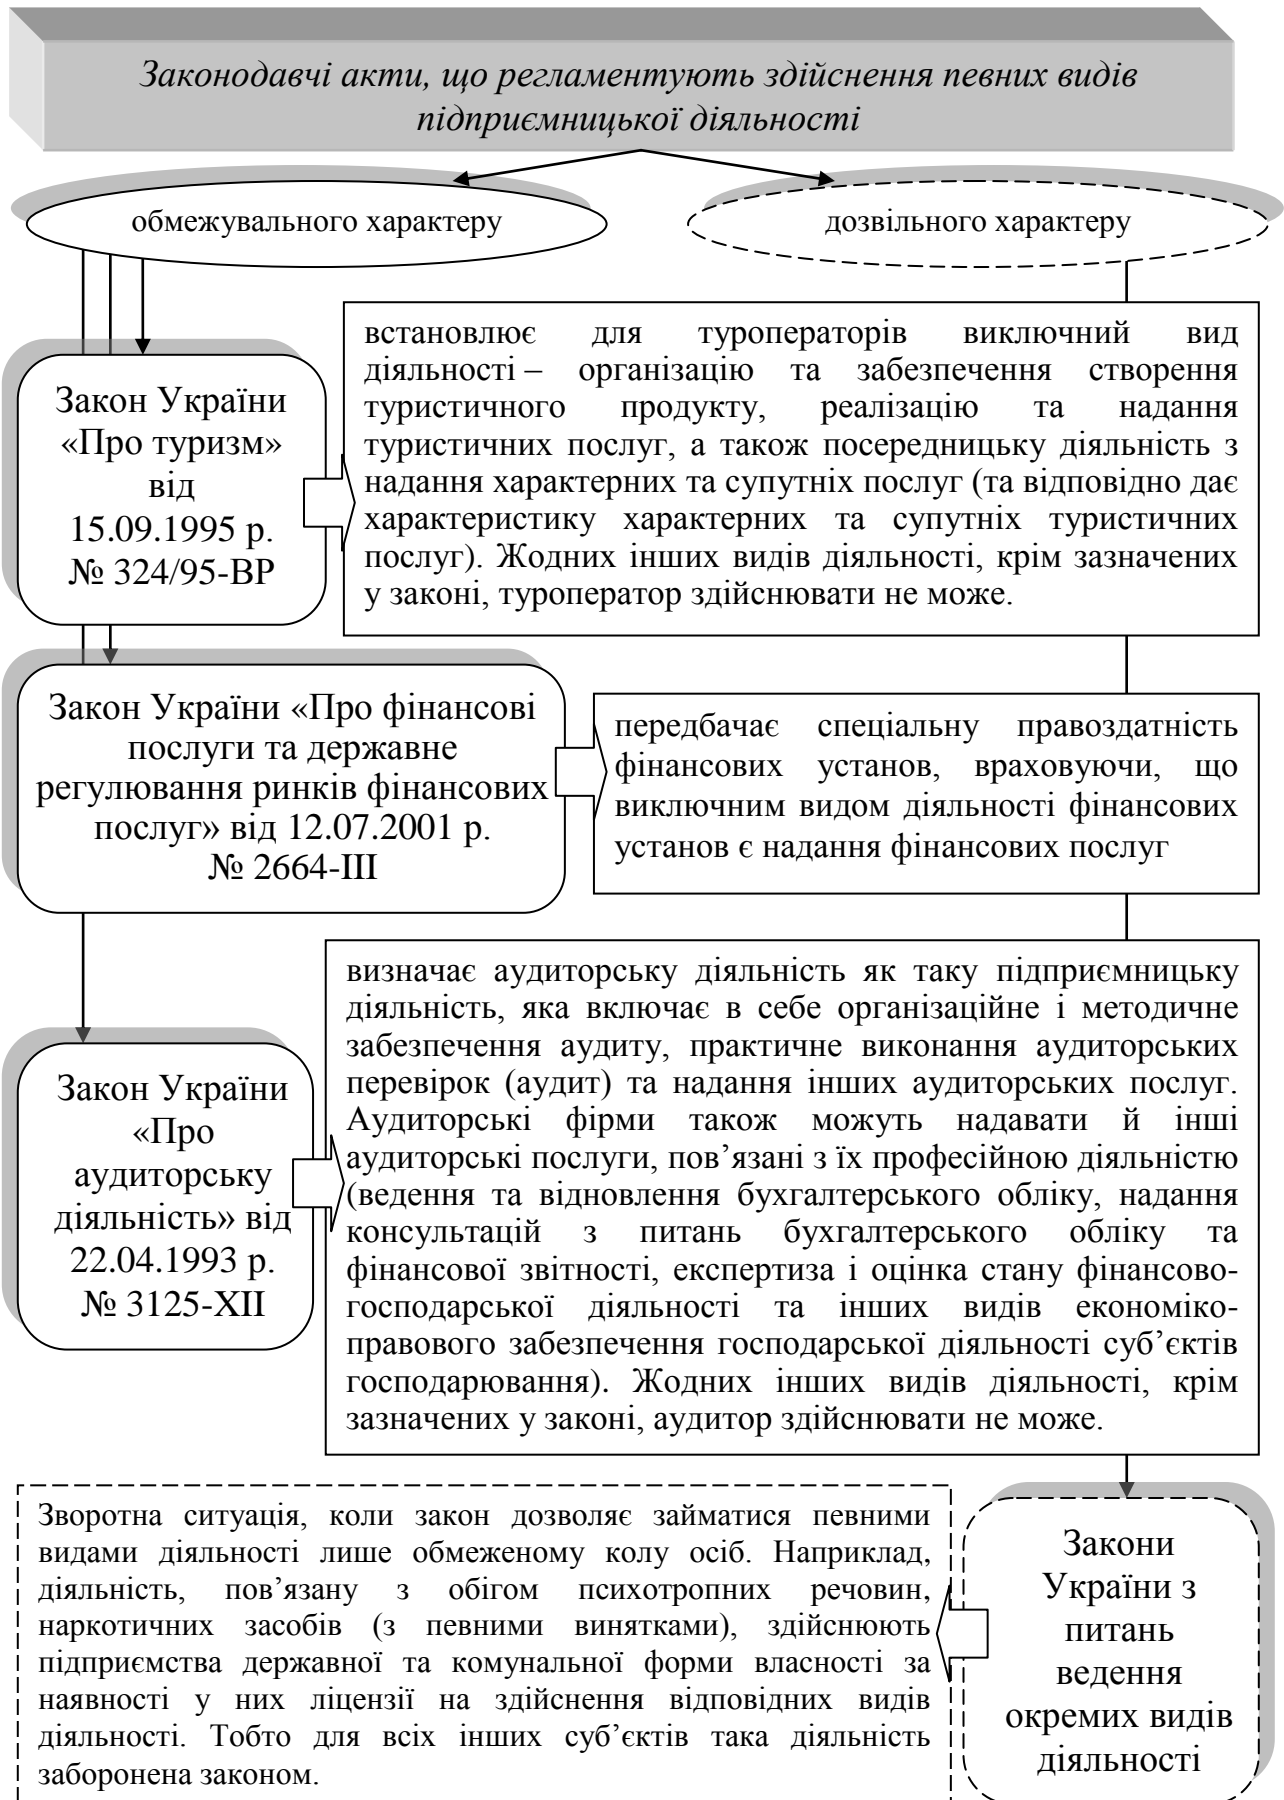 Законодавчі акти, що регламентують здійснення певних видів
підприємницької діяльності
обмежувального характеру
дозвільного характеру
Закон України
«Про туризм»
від
15.09.1995 р.
№ 324/95-ВР
встановлює для туроператорів виключний вид
діяльності – організацію та забезпечення створення
туристичного продукту, реалізацію та надання
туристичних послуг, а також посередницьку діяльність з
надання характерних та супутніх послуг (та відповідно дає
характеристику характерних та супутніх туристичних
послуг). Жодних інших видів діяльності, крім зазначених
у законі, туроператор здійснювати не може.
Закон України «Про фінансові
послуги та державне
регулювання ринків фінансових
послуг» від 12.07.2001 р.
№ 2664-III
передбачає спеціальну правоздатність
фінансових установ, враховуючи, що
виключним видом діяльності фінансових
установ є надання фінансових послуг
Закон України
«Про
аудиторську
діяльність» від
22.04.1993 р.
№ 3125-XII
визначає аудиторську діяльність як таку підприємницьку
діяльність, яка включає в себе організаційне і методичне
забезпечення аудиту, практичне виконання аудиторських
перевірок (аудит) та надання інших аудиторських послуг.
Аудиторські фірми також можуть надавати й інші
аудиторські послуги, пов’язані з їх професійною діяльністю
(ведення та відновлення бухгалтерського обліку, надання
консультацій з питань бухгалтерського обліку та
фінансової звітності, експертиза і оцінка стану фінансово-
господарської діяльності та інших видів економіко-
правового забезпечення господарської діяльності суб’єктів
господарювання). Жодних інших видів діяльності, крім
зазначених у законі, аудитор здійснювати не може.
Зворотна ситуація, коли закон дозволяє займатися певними
видами діяльності лише обмеженому колу осіб. Наприклад,
діяльність, пов’язану з обігом психотропних речовин,
наркотичних засобів (з певними винятками), здійснюють
підприємства державної та комунальної форми власності за
наявності у них ліцензії на здійснення відповідних видів
діяльності. Тобто для всіх інших суб’єктів така діяльність
заборонена законом.
Закони
України з
питань
ведення
окремих видів
діяльності